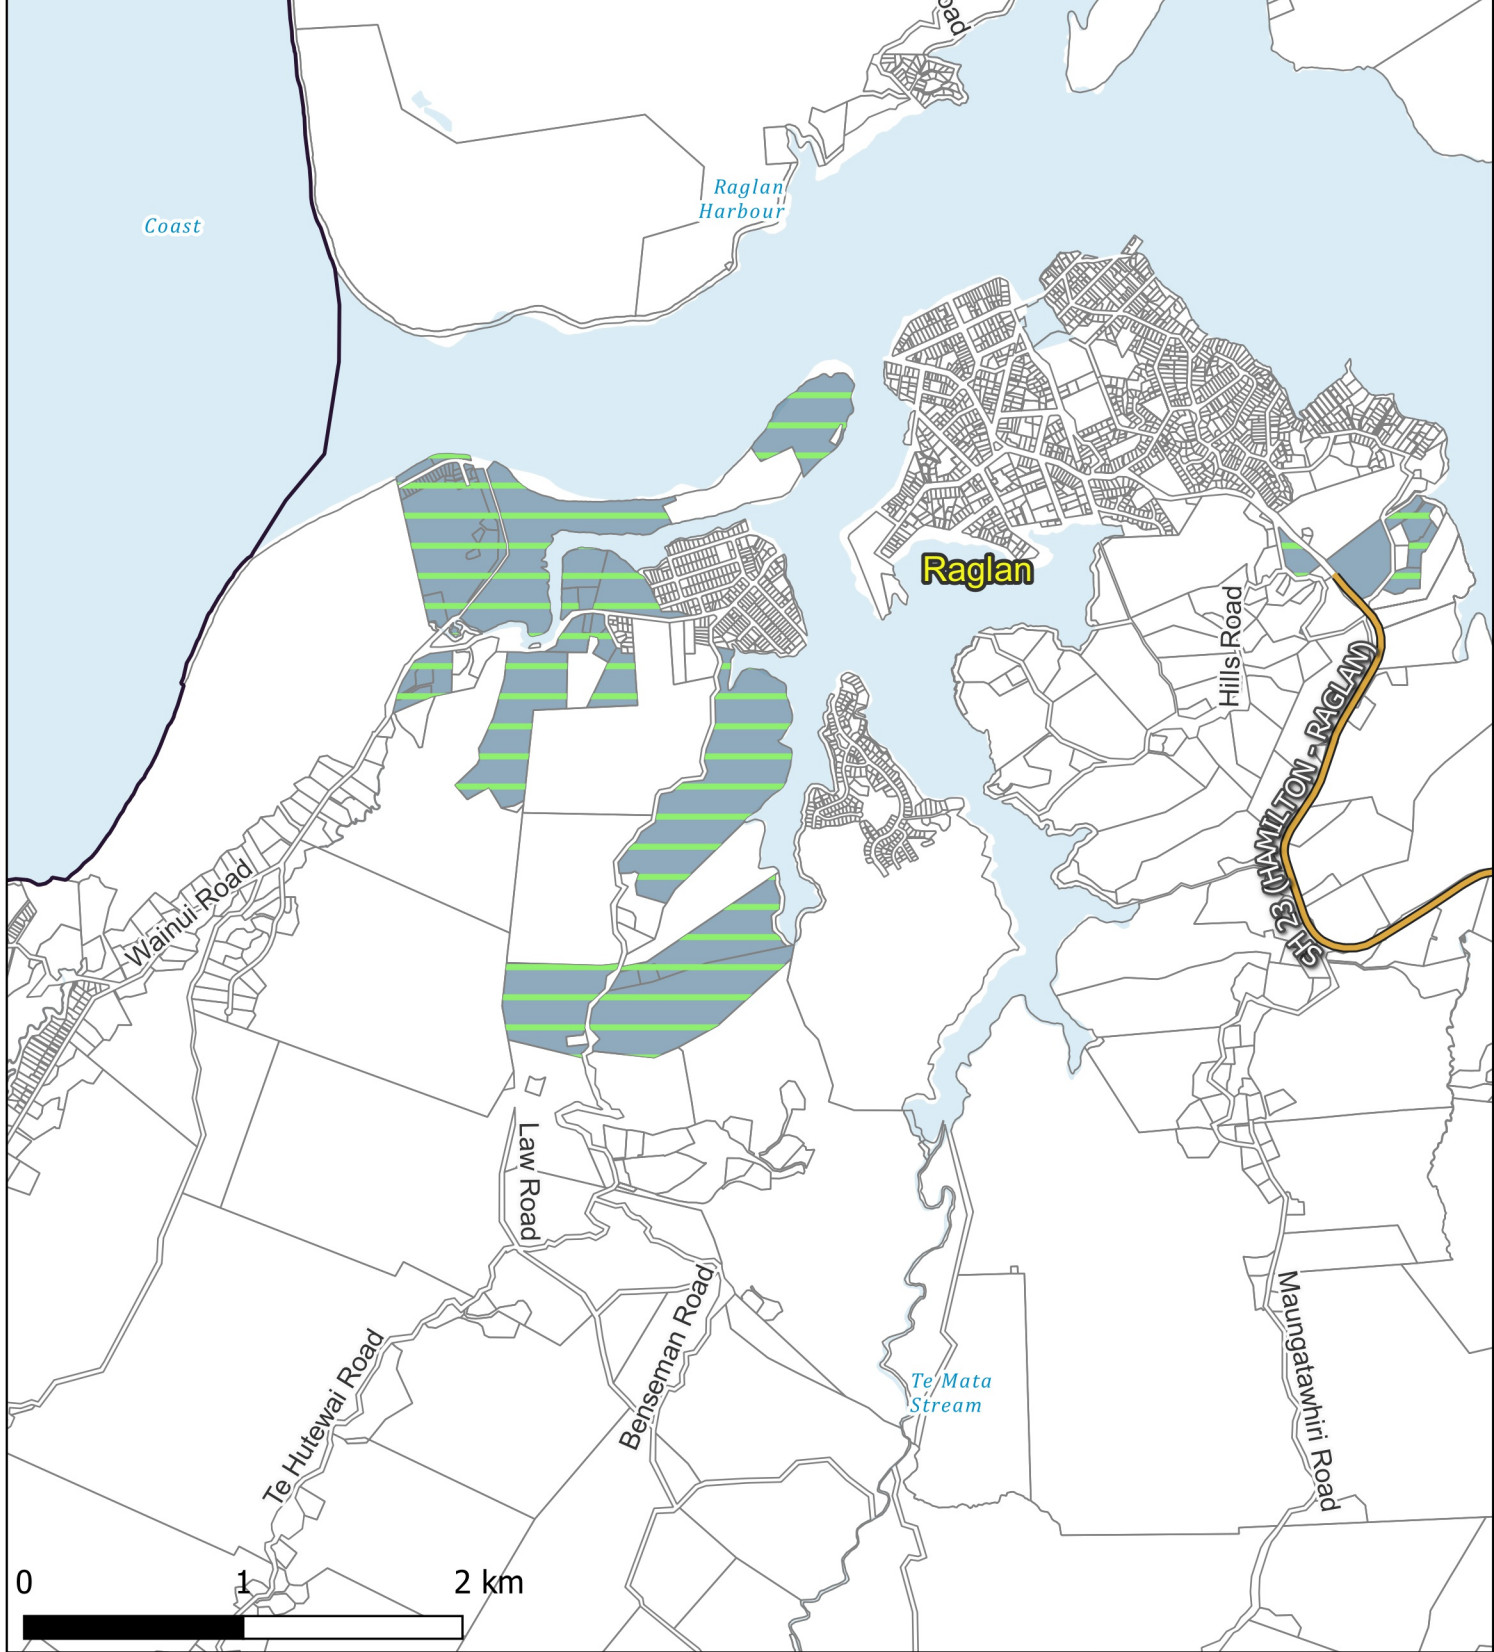 oad
Raglan
Harbour
Coast
Raglan
Hills Road
SH 23 (HAMILTON - RAGLAN)
Wainui Road
Law Road
Benseman Road
Te Hutewai Road
Maungatawhiri Road
Te Mata
Stream
0 1 2 km